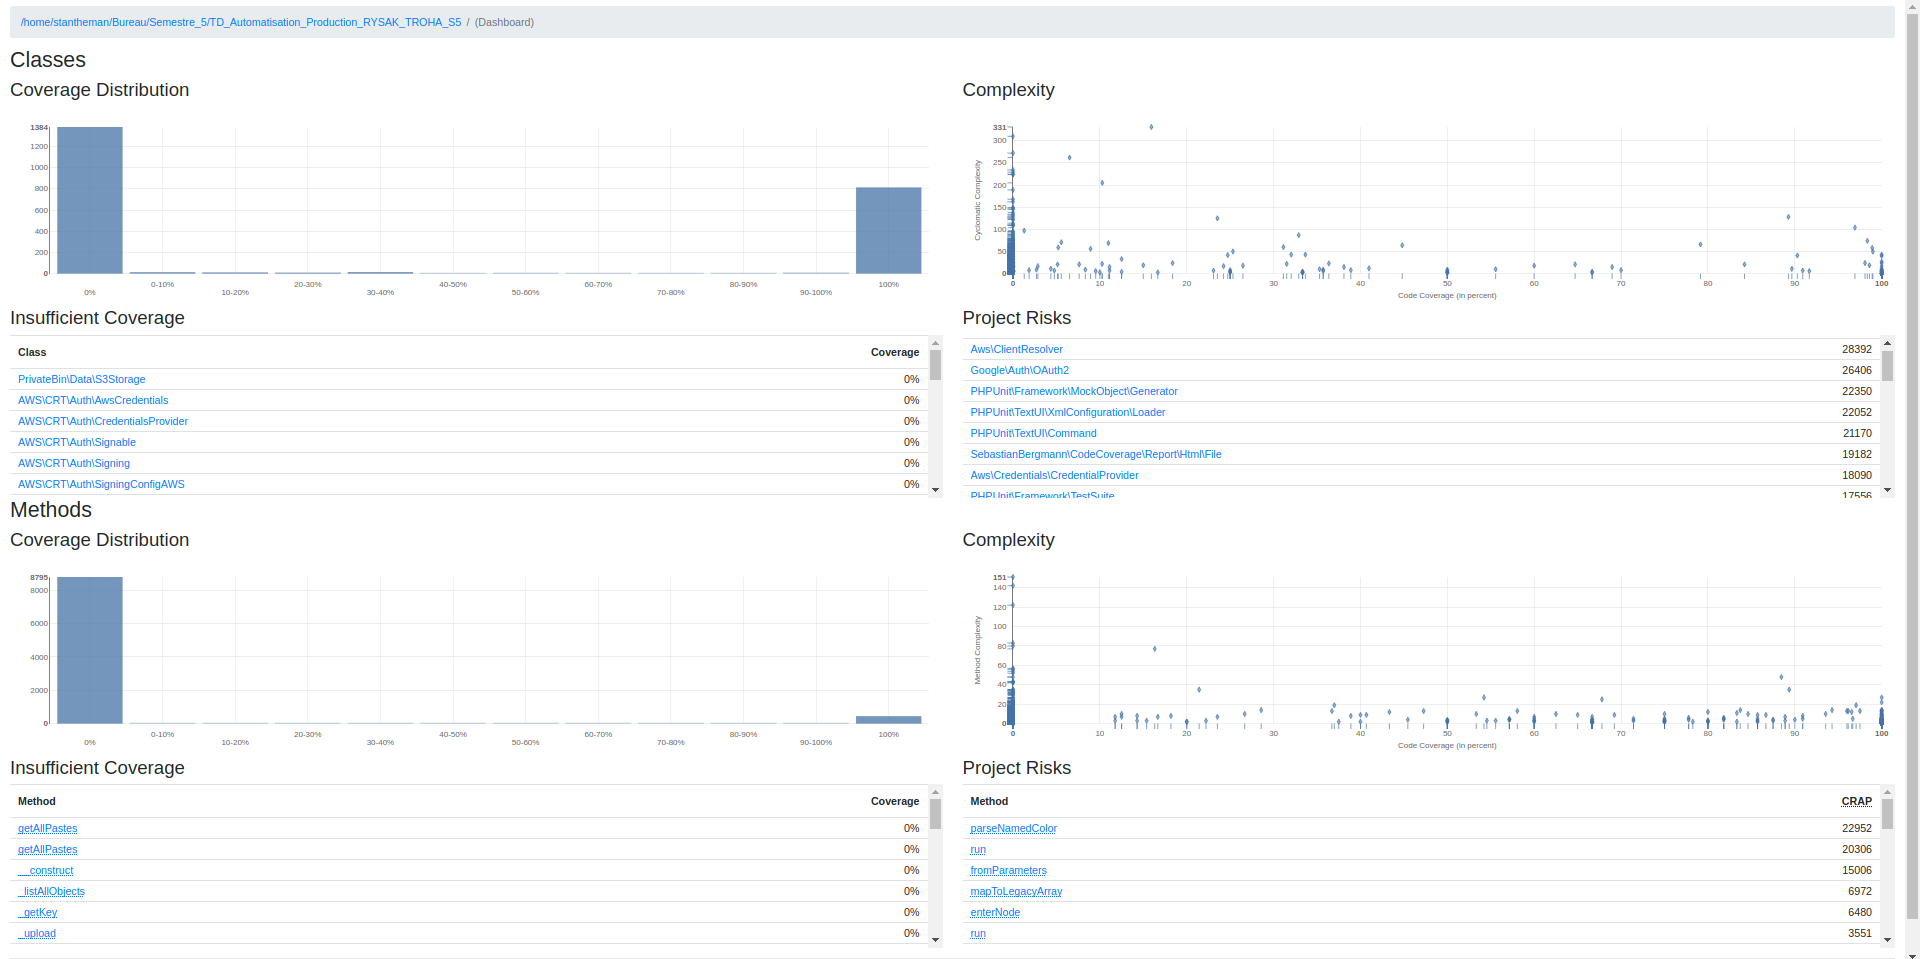 /home/stantheman/Bureau/Semestre_5/TD_Automatisation_Production_RYSAK_TROHA_S5 / (Dashboard)
Classes
Coverage Distribution
1384
1200
1000
800
600
400
200
0
0%
0-10%
10-20%
20-30%
30-40%
40-50%
50-60%
60-70%
70-80%
80-90%
90-100%
100%
Complexity
Cyclomatic Complexity
331
300
250
200
150
100
50
0
0
10
20
30
40
50
60
70
80
90
100
Code Coverage (in percent)
Insufficient Coverage
Class Coverage
PrivateBin\Data\S3Storage 0%
AWS\CRT\Auth\AwsCredentials 0%
AWS\CRT\Auth\CredentialsProvider 0%
AWS\CRT\Auth\Signable 0%
AWS\CRT\Auth\Signing 0%
AWS\CRT\Auth\SigningConfigAWS 0%
Project Risks
Aws\ClientResolver 28392
Google\Auth\OAuth2 26406
PHPUnit\Framework\MockObject\Generator 22350
PHPUnit\TextUI\XmlConfiguration\Loader 22052
PHPUnit\TextUI\Command 21170
SebastianBergmann\CodeCoverage\Report\Html\File 19182
Aws\Credentials\CredentialProvider 18090
PHPUnit\Framework\TestSuite 17556
Methods
Coverage Distribution
8795
8000
6000
4000
2000
0
0%
0-10%
10-20%
20-30%
30-40%
40-50%
50-60%
60-70%
70-80%
80-90%
90-100%
100%
Complexity
Method Complexity
151
140
120
100
80
60
40
20
0
0
10
20
30
40
50
60
70
80
90
100
Code Coverage (in percent)
Insufficient Coverage
Method Coverage
getAllPastes 0%
getAllPastes 0%
__construct 0%
_listAllObjects 0%
_getKey 0%
_upload 0%
Project Risks
Method CRAP
parseNamedColor 22952
run 20306
fromParameters 15006
mapToLegacyArray 6972
enterNode 6480
run 3551